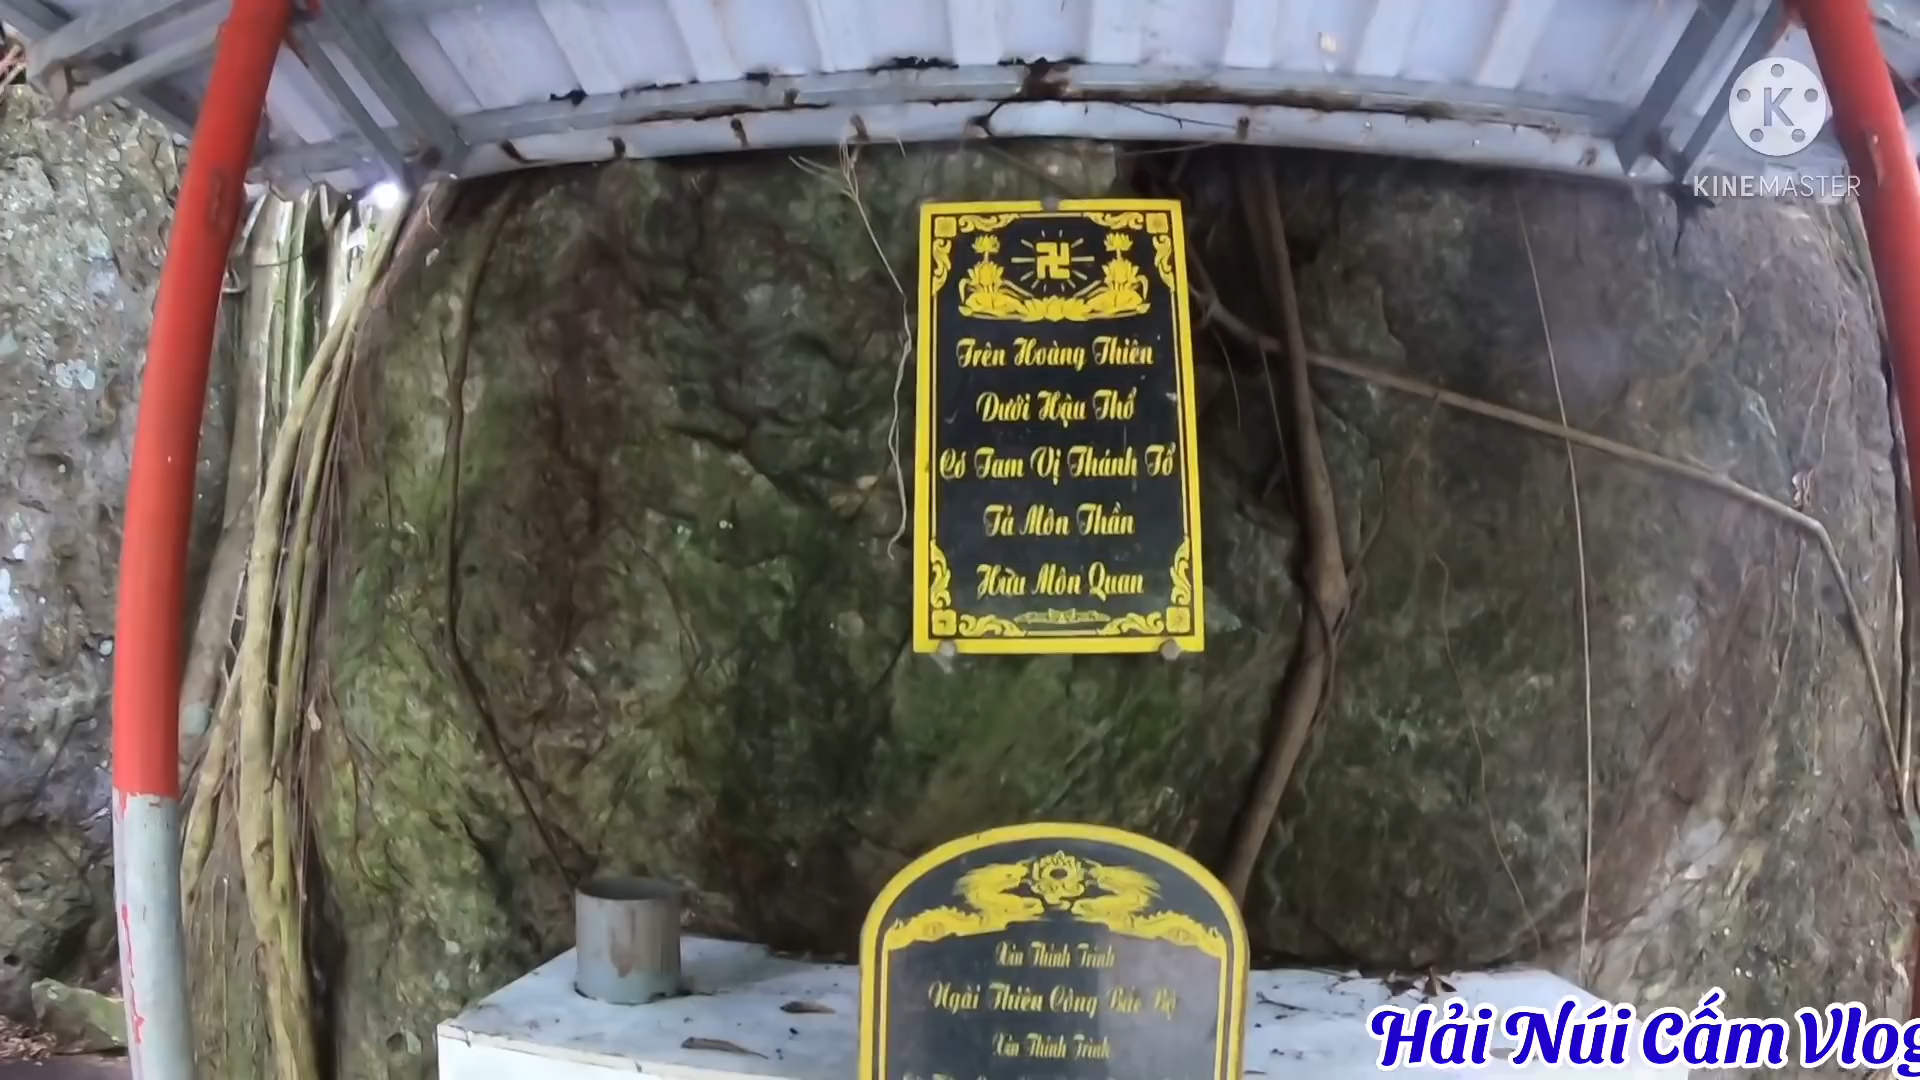 KINEMASTER
Trên Hoàng Thiên
Dưới Hậu Thổ
Có Tam Vị Thánh Tổ
Tả Môn Thần
Hữu Môn Quan
Xin Thỉnh Trình
Ngài Thiên Công Bác Bộ
Xin Thỉnh Trình
Hải Núi Cấm Vlog